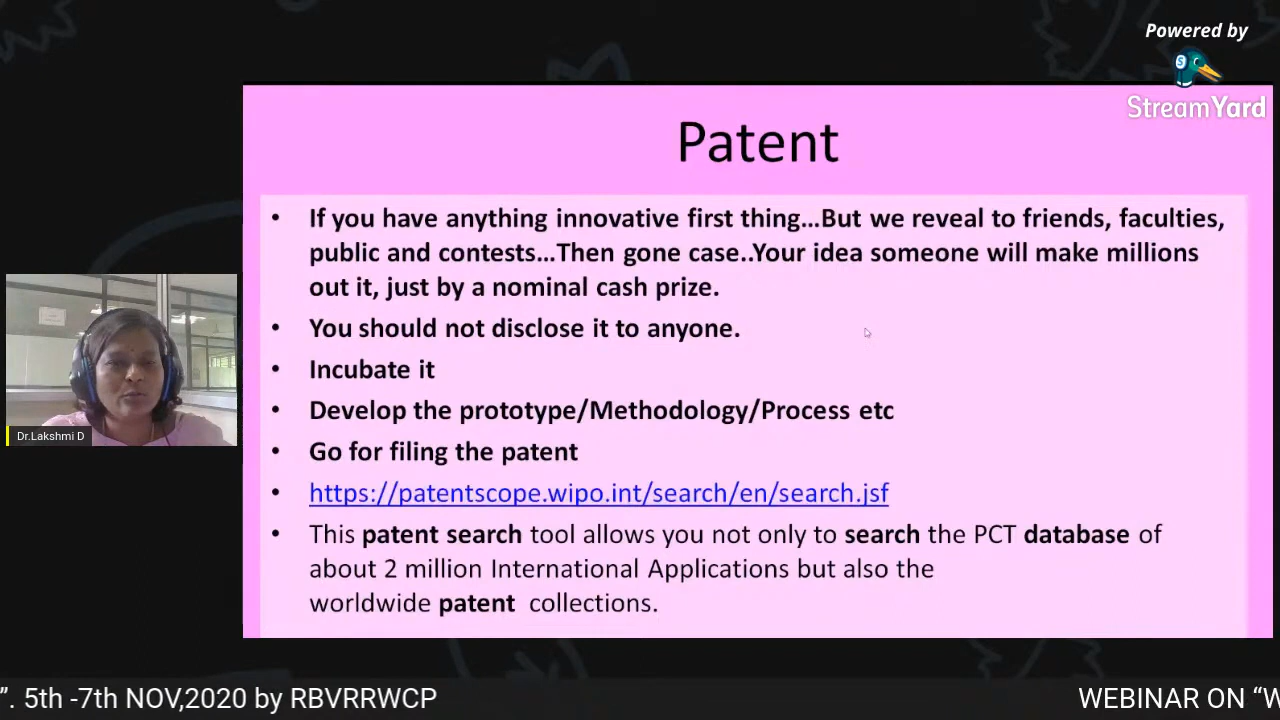 Powered by
StreamYard
Patent
• If you have anything innovative first thing...But we reveal to friends, faculties,
public and contests...Then gone case..Your idea someone will make millions
out it, just by a nominal cash prize.
• You should not disclose it to anyone.
• Incubate it
• Develop the prototype/Methodology/Process etc
• Go for filing the patent
• https://patentscope.wipo.int/search/en/search.jsf
• This patent search tool allows you not only to search the PCT database of
about 2 million International Applications but also the
worldwide patent collections.
Dr.Lakshmi D
”. 5th -7th NOV,2020 by RBVRRWCP
WEBINAR ON “W